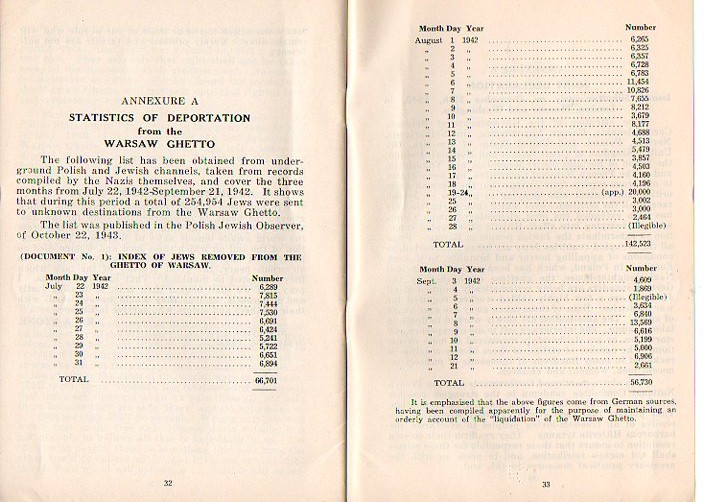 ANNEXURE A
STATISTICS OF DEPORTATION
from the
WARSAW GHETTO
The following list has been obtained from under-
ground Polish and Jewish channels, taken from records
compiled by the Nazis themselves, and cover the three
months from July 22, 1942-September 21, 1942. It shows
that during this period a total of 254,954 Jews were sent
to unknown destinations from the Warsaw Ghetto.
The list was published in the Polish Jewish Observer,
of October 22, 1943.
(DOCUMENT No. 1): INDEX OF JEWS REMOVED FROM THE
GHETTO OF WARSAW.
Month Day Year Number
July 22 1942 6,289
„ 23 „ 7,815
„ 24 „ 7,444
„ 25 „ 7,530
„ 26 „ 6,691
„ 27 „ 6,424
„ 28 „ 5,241
„ 29 „ 5,722
„ 30 „ 6,651
„ 31 „ 6,894
TOTAL 66,701
32
Month Day Year Number
August 1 1942 6,265
„ 2 „ 6,325
„ 3 „ 6,357
„ 4 „ 6,728
„ 5 „ 6,783
„ 6 „ 11,454
„ 7 „ 10,826
„ 8 „ 7,655
„ 9 „ 8,212
„ 10 „ 3,679
„ 11 „ 8,177
„ 12 „ 4,688
„ 13 „ 4,513
„ 14 „ 5,479
„ 15 „ 3,857
„ 16 „ 4,503
„ 17 „ 4,160
„ 18 „ 4,196
„ 19-24 „ (app.) 20,000
„ 25 „ 3,002
„ 26 „ 3,000
„ 27 „ 2,464
„ 28 „ (Illegible)
TOTAL 142,523
Month Day Year Number
Sept. 3 1942 4,609
„ 4 „ 1,869
„ 5 „ (Illegible)
„ 6 „ 3,634
„ 7 „ 6,840
„ 8 „ 13,569
„ 9 „ 6,616
„ 10 „ 5,199
„ 11 „ 5,000
„ 12 „ 6,906
„ 21 „ 2,661
TOTAL 56,730
It is emphasised that the above figures come from German sources,
having been compiled apparently for the purpose of maintaining an
orderly account of the "liquidation" of the Warsaw Ghetto.
33